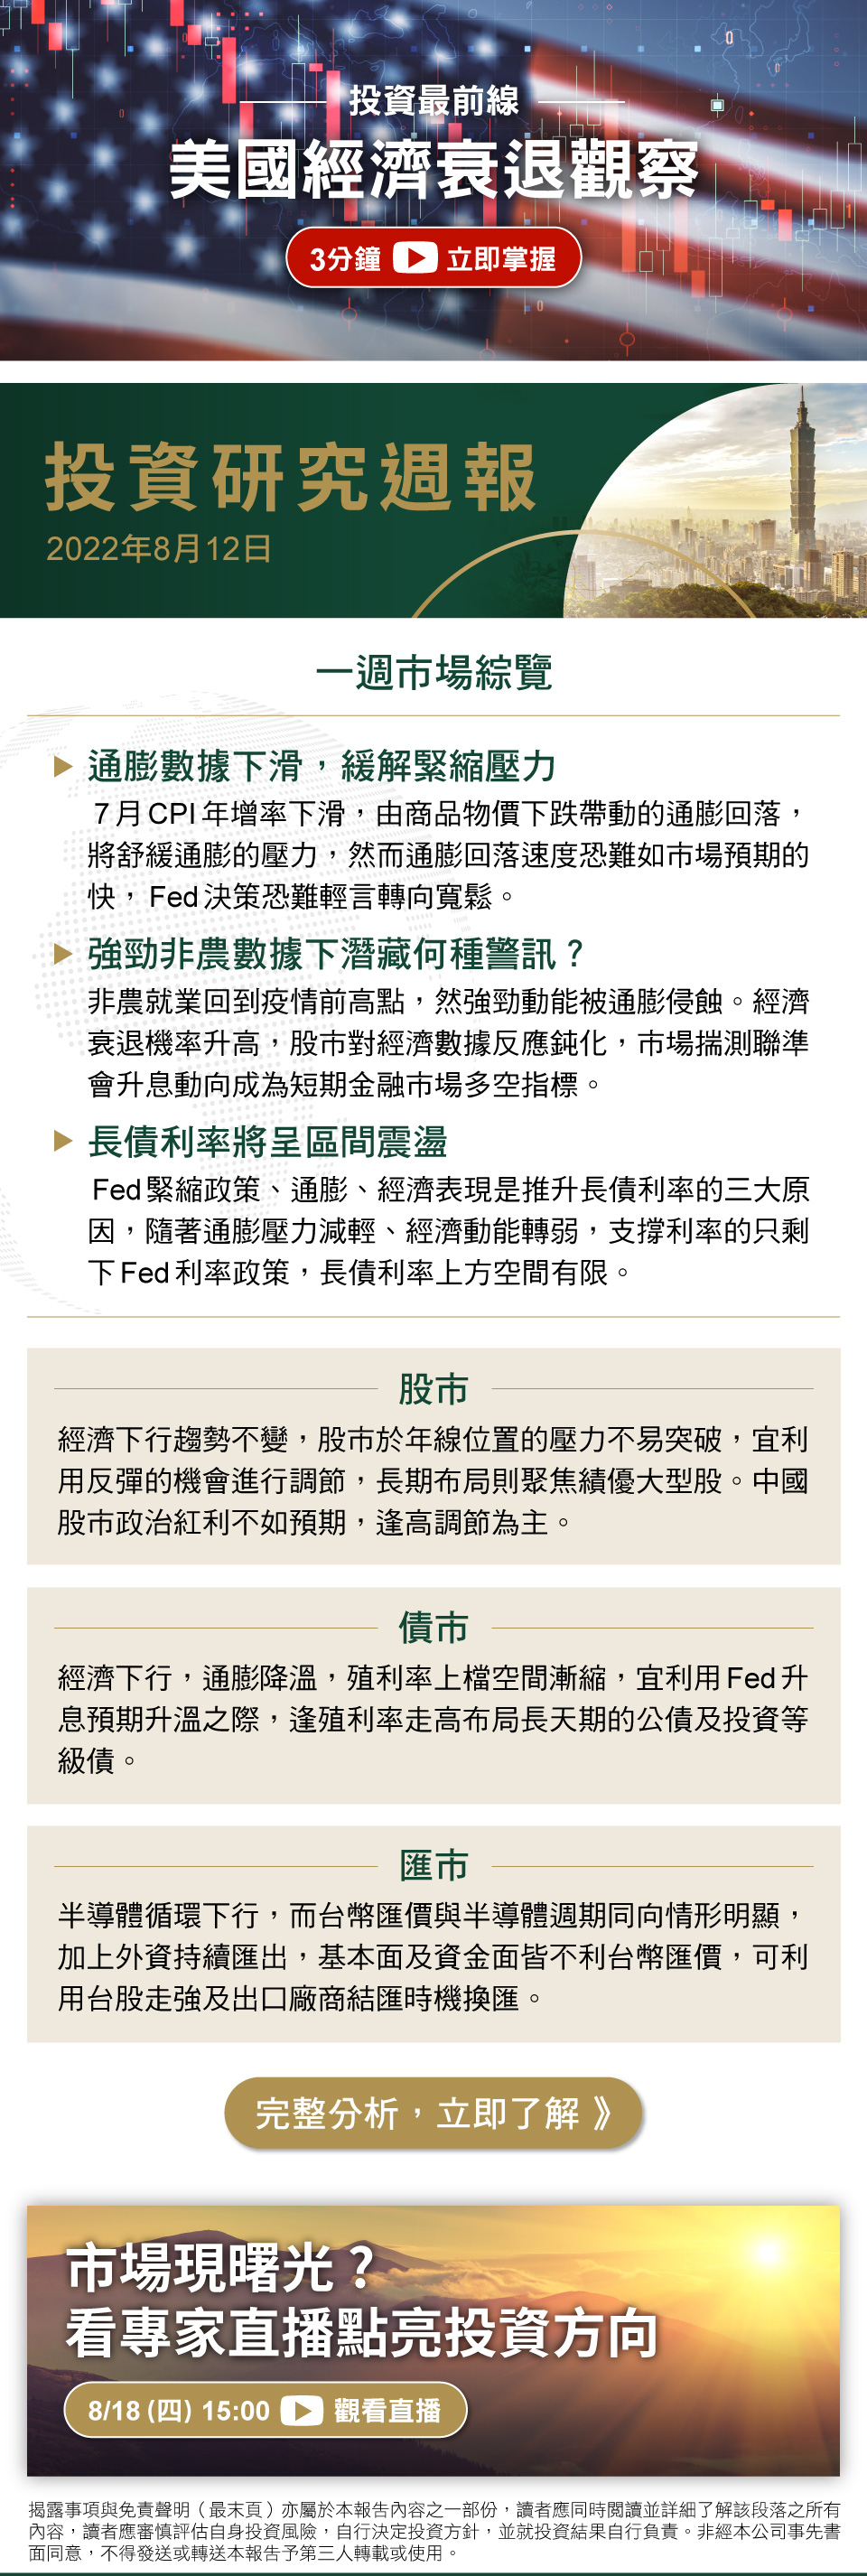 投資最前線
美國經濟衰退觀察
3分鐘 立即掌握
投資研究週報
2022年8月12日
一週市場綜覽
通膨數據下滑，緩解緊縮壓力
7月CPI年增率下滑，由商品物價下跌帶動的通膨回落，
將舒緩通膨的壓力，然而通膨回落速度恐難如市場預期的
快，Fed決策恐難輕言轉向寬鬆。
強勁非農數據下潛藏何種警訊？
非農就業回到疫情前高點，然強勁動能被通膨侵蝕。經濟
衰退機率升高，股市對經濟數據反應鈍化，市場揣測聯準
會升息動向成為短期金融市場多空指標。
長債利率將呈區間震盪
Fed緊縮政策、通膨、經濟表現是推升長債利率的三大原
因，隨著通膨壓力減輕、經濟動能轉弱，支撐利率的只剩
下Fed利率政策，長債利率上方空間有限。
股市
經濟下行趨勢不變，股市於年線位置的壓力不易突破，宜利
用反彈的機會進行調節，長期布局則聚焦績優大型股。中國
股市政治紅利不如預期，逢高調節為主。
債市
經濟下行，通膨降溫，殖利率上檔空間漸縮，宜利用Fed升
息預期升溫之際，逢殖利率走高布局長天期的公債及投資等
級債。
匯市
半導體循環下行，而台幣匯價與半導體週期同向情形明顯，
加上外資持續匯出，基本面及資金面皆不利台幣匯價，可利
用台股走強及出口廠商結匯時機換匯。
完整分析，立即了解 》
市場現曙光？
看專家直播點亮投資方向
8/18 (四) 15:00 觀看直播
揭露事項與免責聲明（最末頁）亦屬於本報告內容之一部份，讀者應同時閱讀並詳細了解該段落之所有
內容，讀者應審慎評估自身投資風險，自行決定投資方針，並就投資結果自行負責。非經本公司事先書
面同意，不得發送或轉送本報告予第三人轉載或使用。